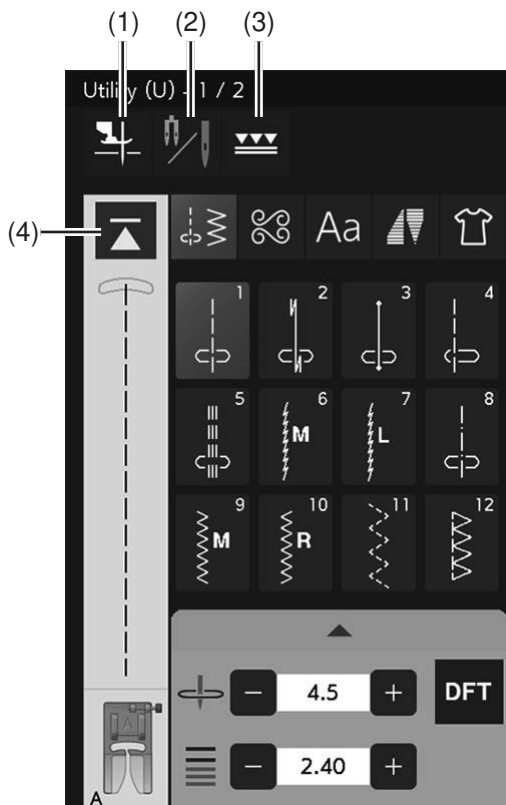 (1) (2) (3)
Utility (U) - 1 / 2
(4)
Aa
1 2 3 4
5 6 7 8
M L
9 10 11 12
M R
4.5 DFT
2.40
A
A